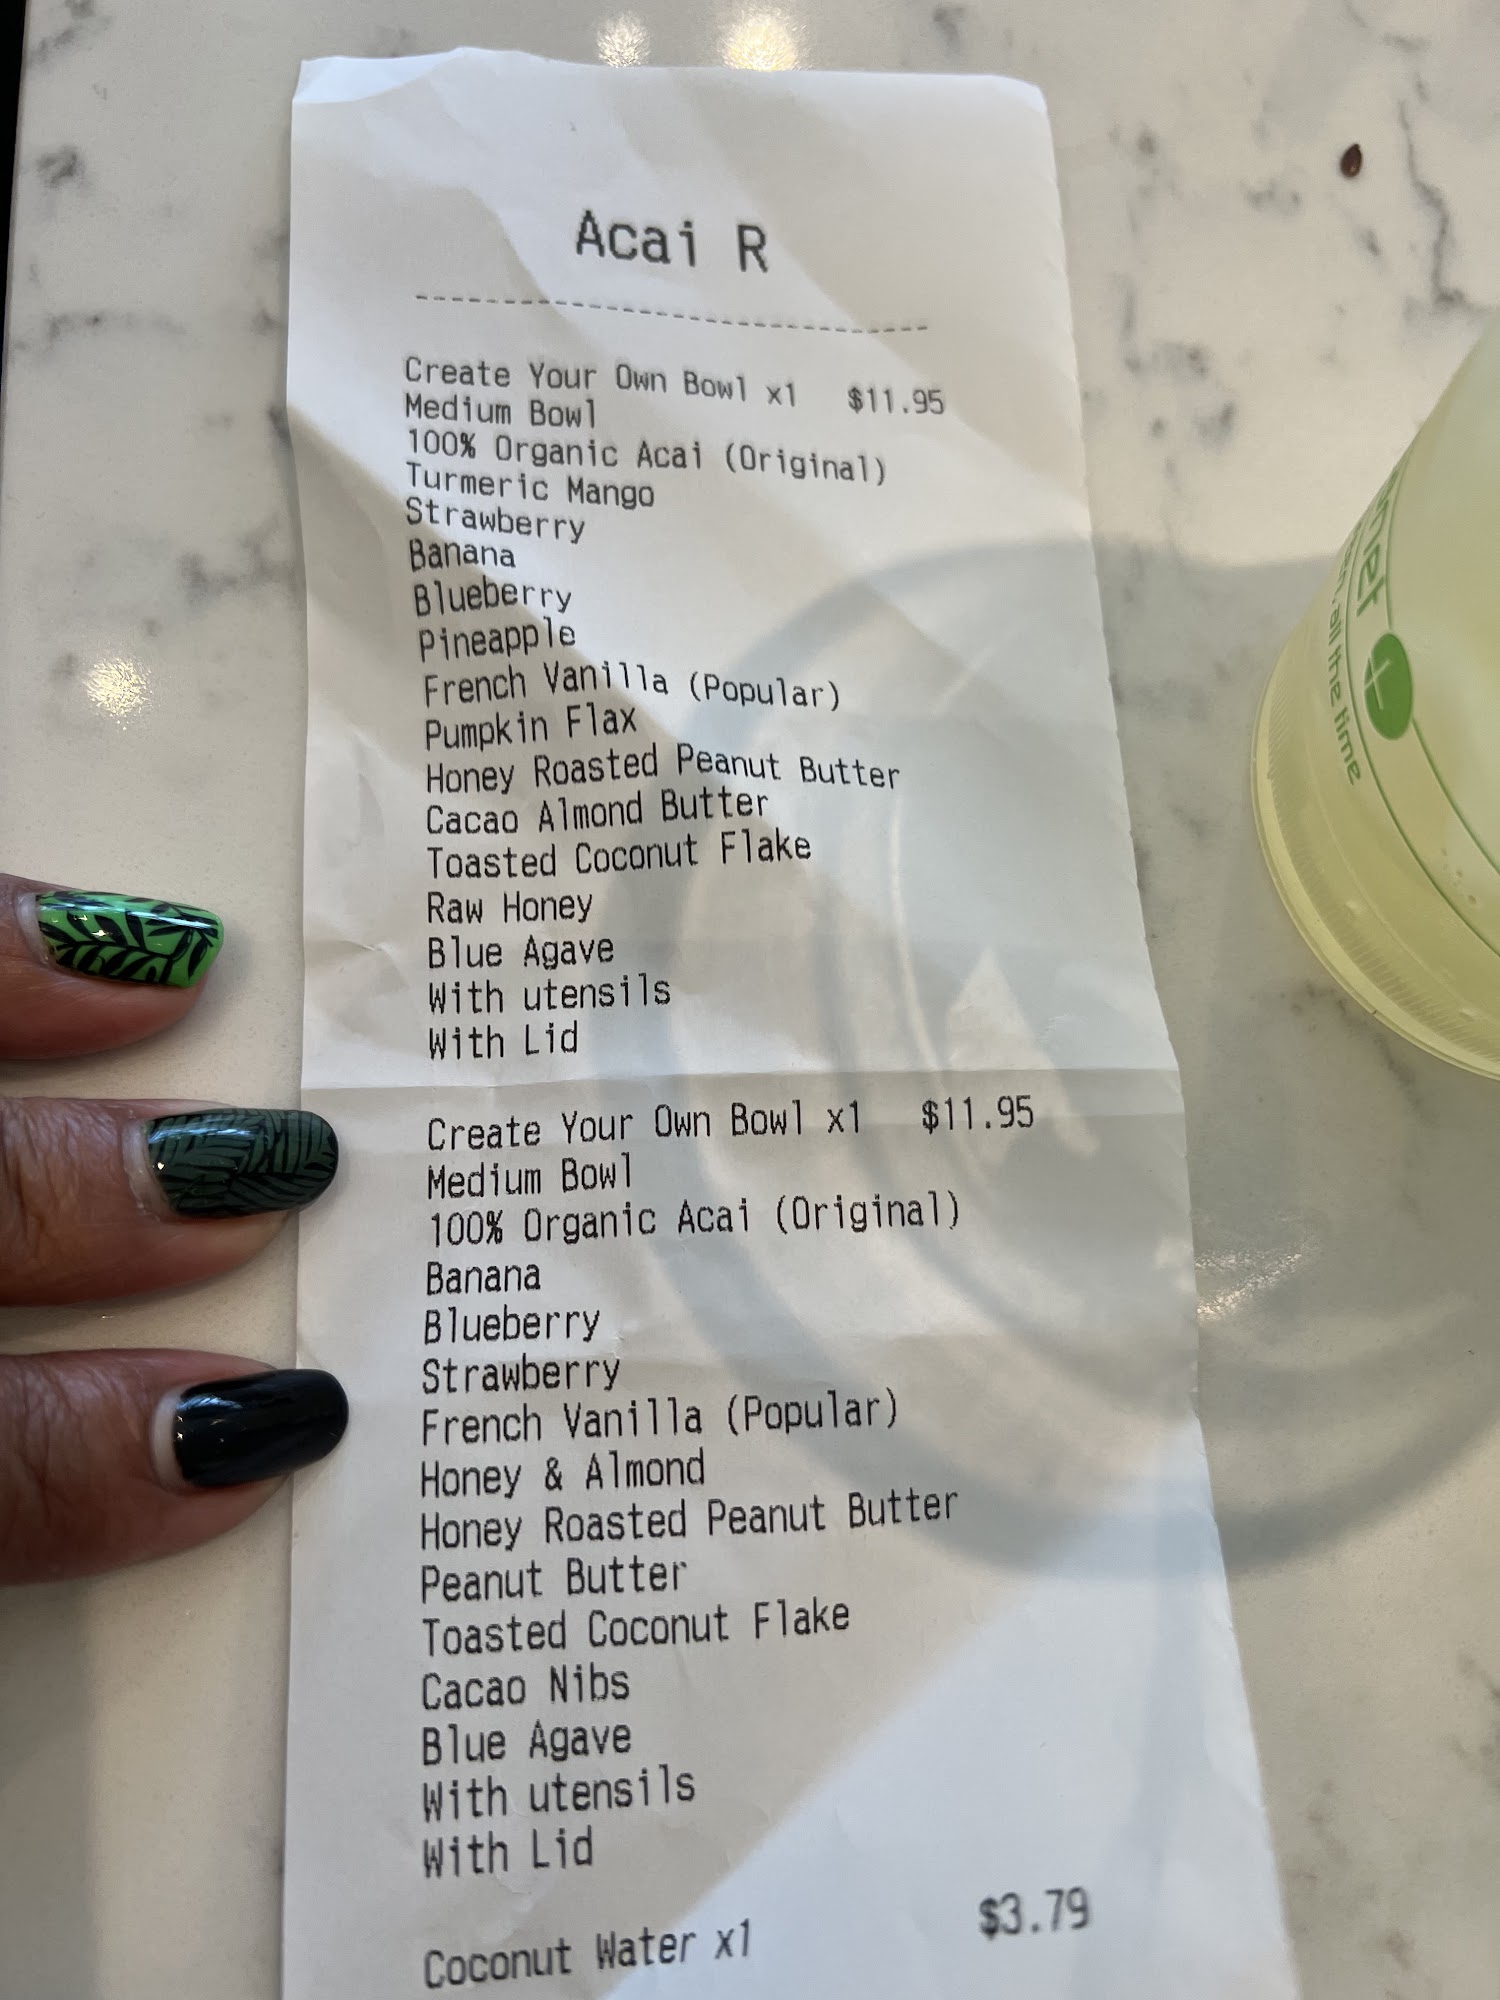 Acai R
Create Your Own Bowl x1 $11.95
Medium Bowl
100% Organic Acai (Original)
Turmeric Mango
Strawberry
Banana
Blueberry
Pineapple
French Vanilla (Popular)
Pumpkin Flax
Honey Roasted Peanut Butter
Cacao Almond Butter
Toasted Coconut Flake
Raw Honey
Blue Agave
With utensils
With Lid
Create Your Own Bowl x1 $11.95
Medium Bowl
100% Organic Acai (Original)
Banana
Blueberry
Strawberry
French Vanilla (Popular)
Honey & Almond
Honey Roasted Peanut Butter
Peanut Butter
Toasted Coconut Flake
Cacao Nibs
Blue Agave
With utensils
With Lid
Coconut Water x1 $3.79
all the time